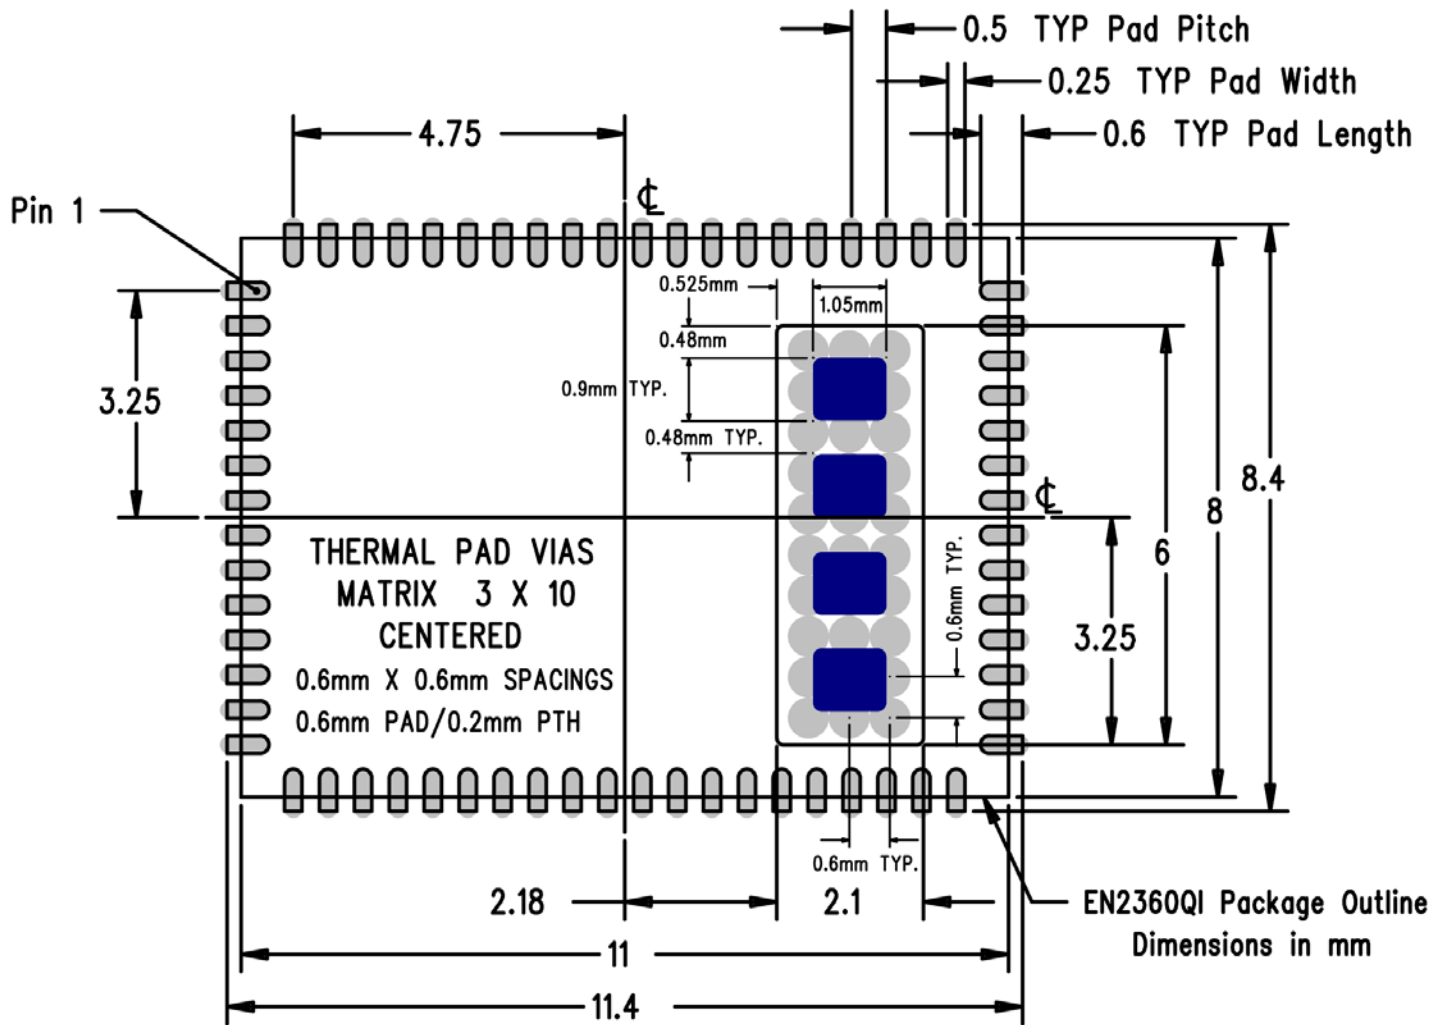 0.5 TYP Pad Pitch
0.25 TYP Pad Width
4.75
0.6 TYP Pad Length
Pin 1
℄
0.525mm
1.05mm
0.48mm
0.9mm TYP.
3.25
0.48mm TYP.
8.4
℄
8
THERMAL PAD VIAS
MATRIX 3 X 10
CENTERED
0.6mm X 0.6mm SPACINGS
0.6mm PAD/0.2mm PTH
0.6mm TYP.
6
3.25
0.6mm TYP.
2.18
2.1
EN2360QI Package Outline
Dimensions in mm
11
11.4